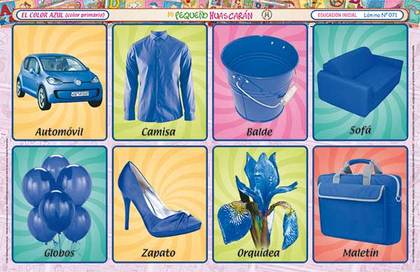 EL COLOR AZUL (color primario)
MI PEQUEÑO HUASCARÁN
EDUCACIÓN INICIAL
Lámina Nº 071
Automóvil
Camisa
Balde
Sofá
Globos
Zapato
Orquídea
Maletín